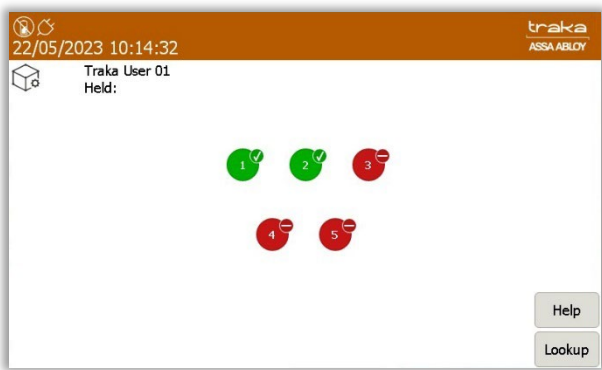 traka
22/05/2023 10:14:32
ASSA ABLOY
Traka User 01
Held:
1
2
3
4
5
Help
Lookup